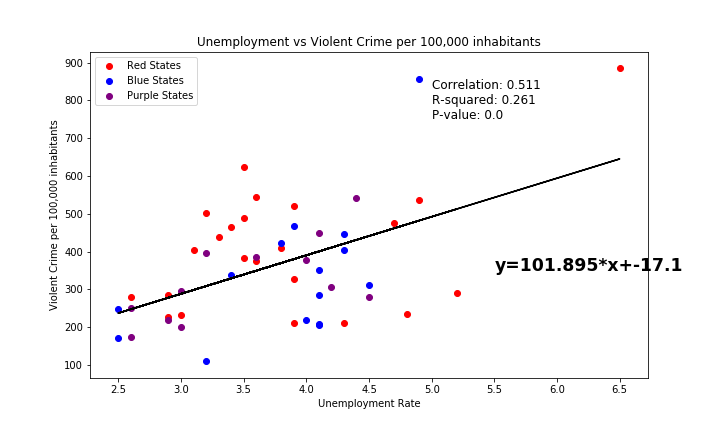 Unemployment vs Violent Crime per 100,000 inhabitants
Red States
Blue States
Purple States
Correlation: 0.511
R-squared: 0.261
P-value: 0.0
y=101.895*x+-17.1
Violent Crime per 100,000 inhabitants
900
800
700
600
500
400
300
200
100
2.5 3.0 3.5 4.0 4.5 5.0 5.5 6.0 6.5
Unemployment Rate